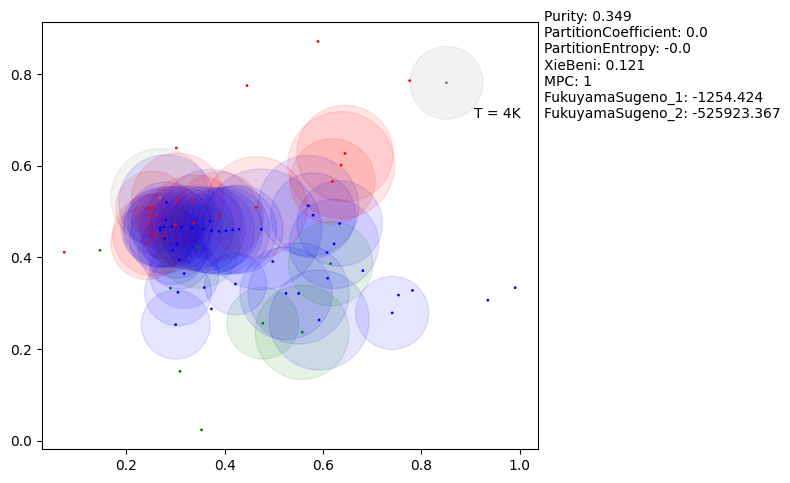 Purity: 0.349
PartitionCoefficient: 0.0
PartitionEntropy: -0.0
XieBeni: 0.121
MPC: 1
FukuyamaSugeno_1: -1254.424
FukuyamaSugeno_2: -525923.367
T = 4K
0.8
0.6
0.4
0.2
0.0
0.2
0.4
0.6
0.8
1.0